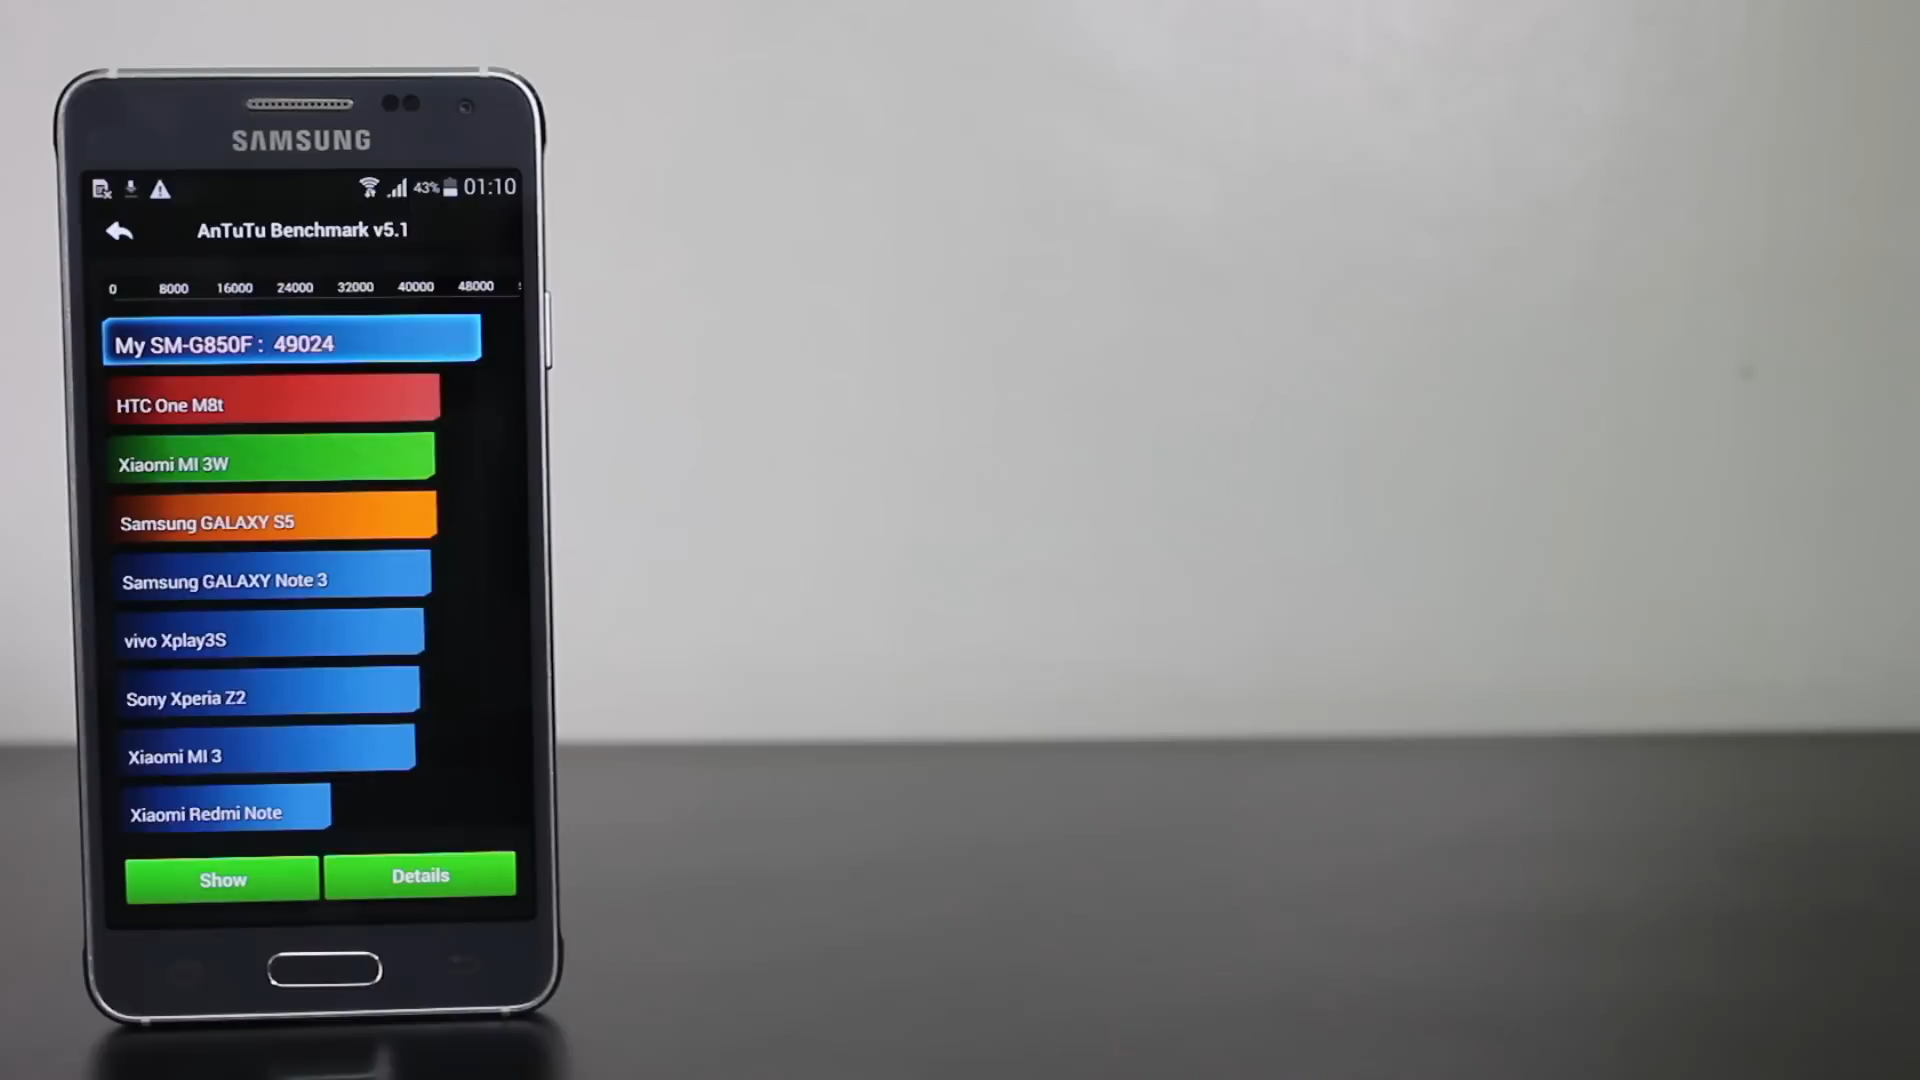 SAMSUNG
43% 01:10
AnTuTu Benchmark v5.1
0 8000 16000 24000 32000 40000 48000
My SM-G850F : 49024
HTC One M8t
Xiaomi MI 3W
Samsung GALAXY S5
Samsung GALAXY Note 3
vivo Xplay3S
Sony Xperia Z2
Xiaomi MI 3
Xiaomi Redmi Note
Show Details